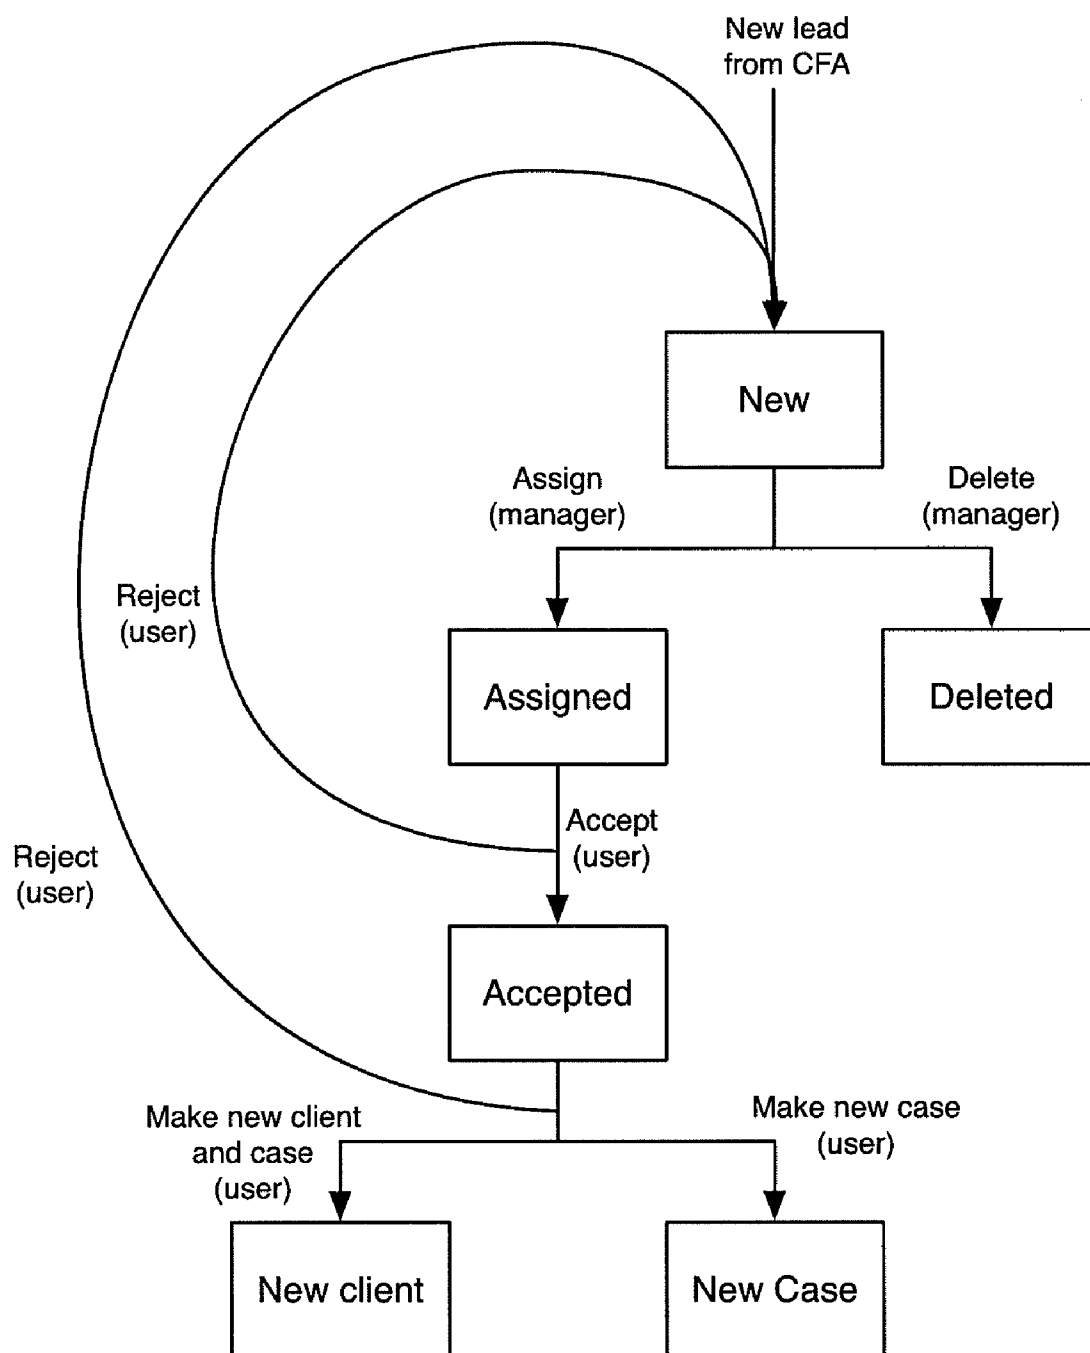 New lead
from CFA
New
Assign
(manager)
Delete
(manager)
Reject
(user)
Assigned
Deleted
Accept
(user)
Reject
(user)
Accepted
Make new client
and case
(user)
Make new case
(user)
New client
New Case